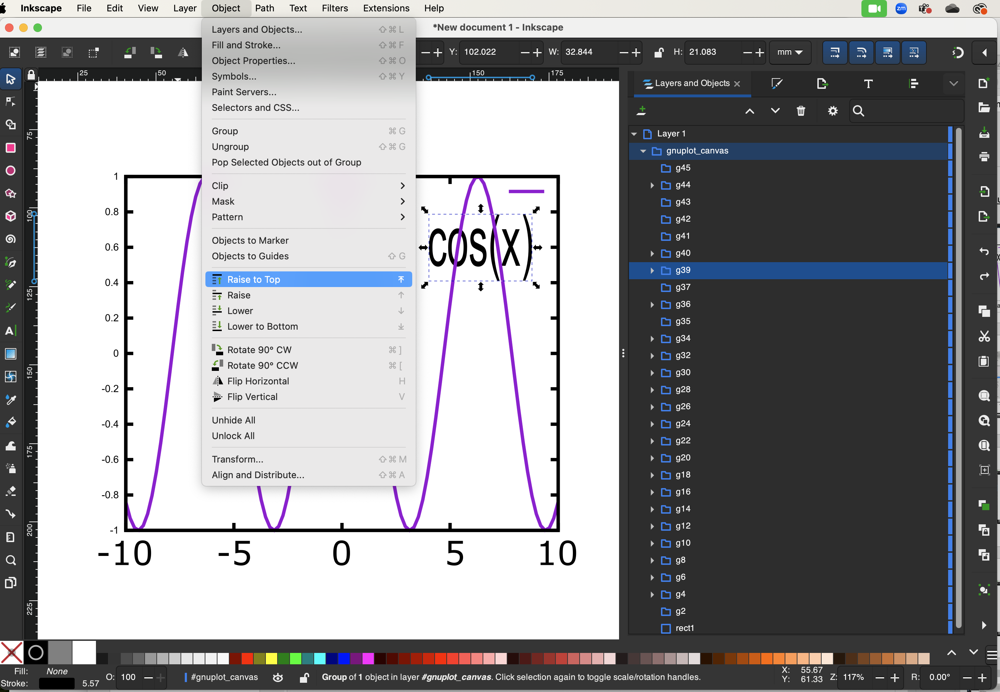 Inkscape File Edit View Layer Object Path Text Filters Extensions Help
zm
*New document 1 - Inkscape
Y: 102.022 W: 32.844 H: 21.083 mm
25 50 150 175
75
100
125
150
175
200
225
Layers and Objects... ⇧⌘L
Fill and Stroke... ⇧⌘F
Object Properties... ⇧⌘O
Symbols... ⇧⌘Y
Paint Servers...
Selectors and CSS...
Group ⌘G
Ungroup ⇧⌘G
Pop Selected Objects out of Group
Clip
Mask
Pattern
Objects to Marker
Objects to Guides ⇧G
Raise to Top
Raise ↑
Lower ↓
Lower to Bottom
Rotate 90° CW ⌘]
Rotate 90° CCW ⌘[
Flip Horizontal H
Flip Vertical V
Unhide All
Unlock All
Transform... ⇧⌘M
Align and Distribute... ⇧⌘A
1
0.8
0.6
0.4
0.2
0
-0.2
-0.4
-0.6
-0.8
-1
-10 -5 0 5 10
cos(x)
Layers and Objects
Layer 1
gnuplot_canvas
g45
g44
g43
g42
g41
g40
g39
g37
g36
g35
g34
g32
g30
g28
g26
g24
g22
g20
g18
g16
g14
g12
g10
g8
g6
g4
g2
rect1
Fill: None
Stroke: 5.57
O: 100
#gnuplot_canvas
Group of 1 object in layer #gnuplot_canvas. Click selection again to toggle scale/rotation handles.
X: 55.67
Y: 61.33
Z: 117%
R: 0.00°